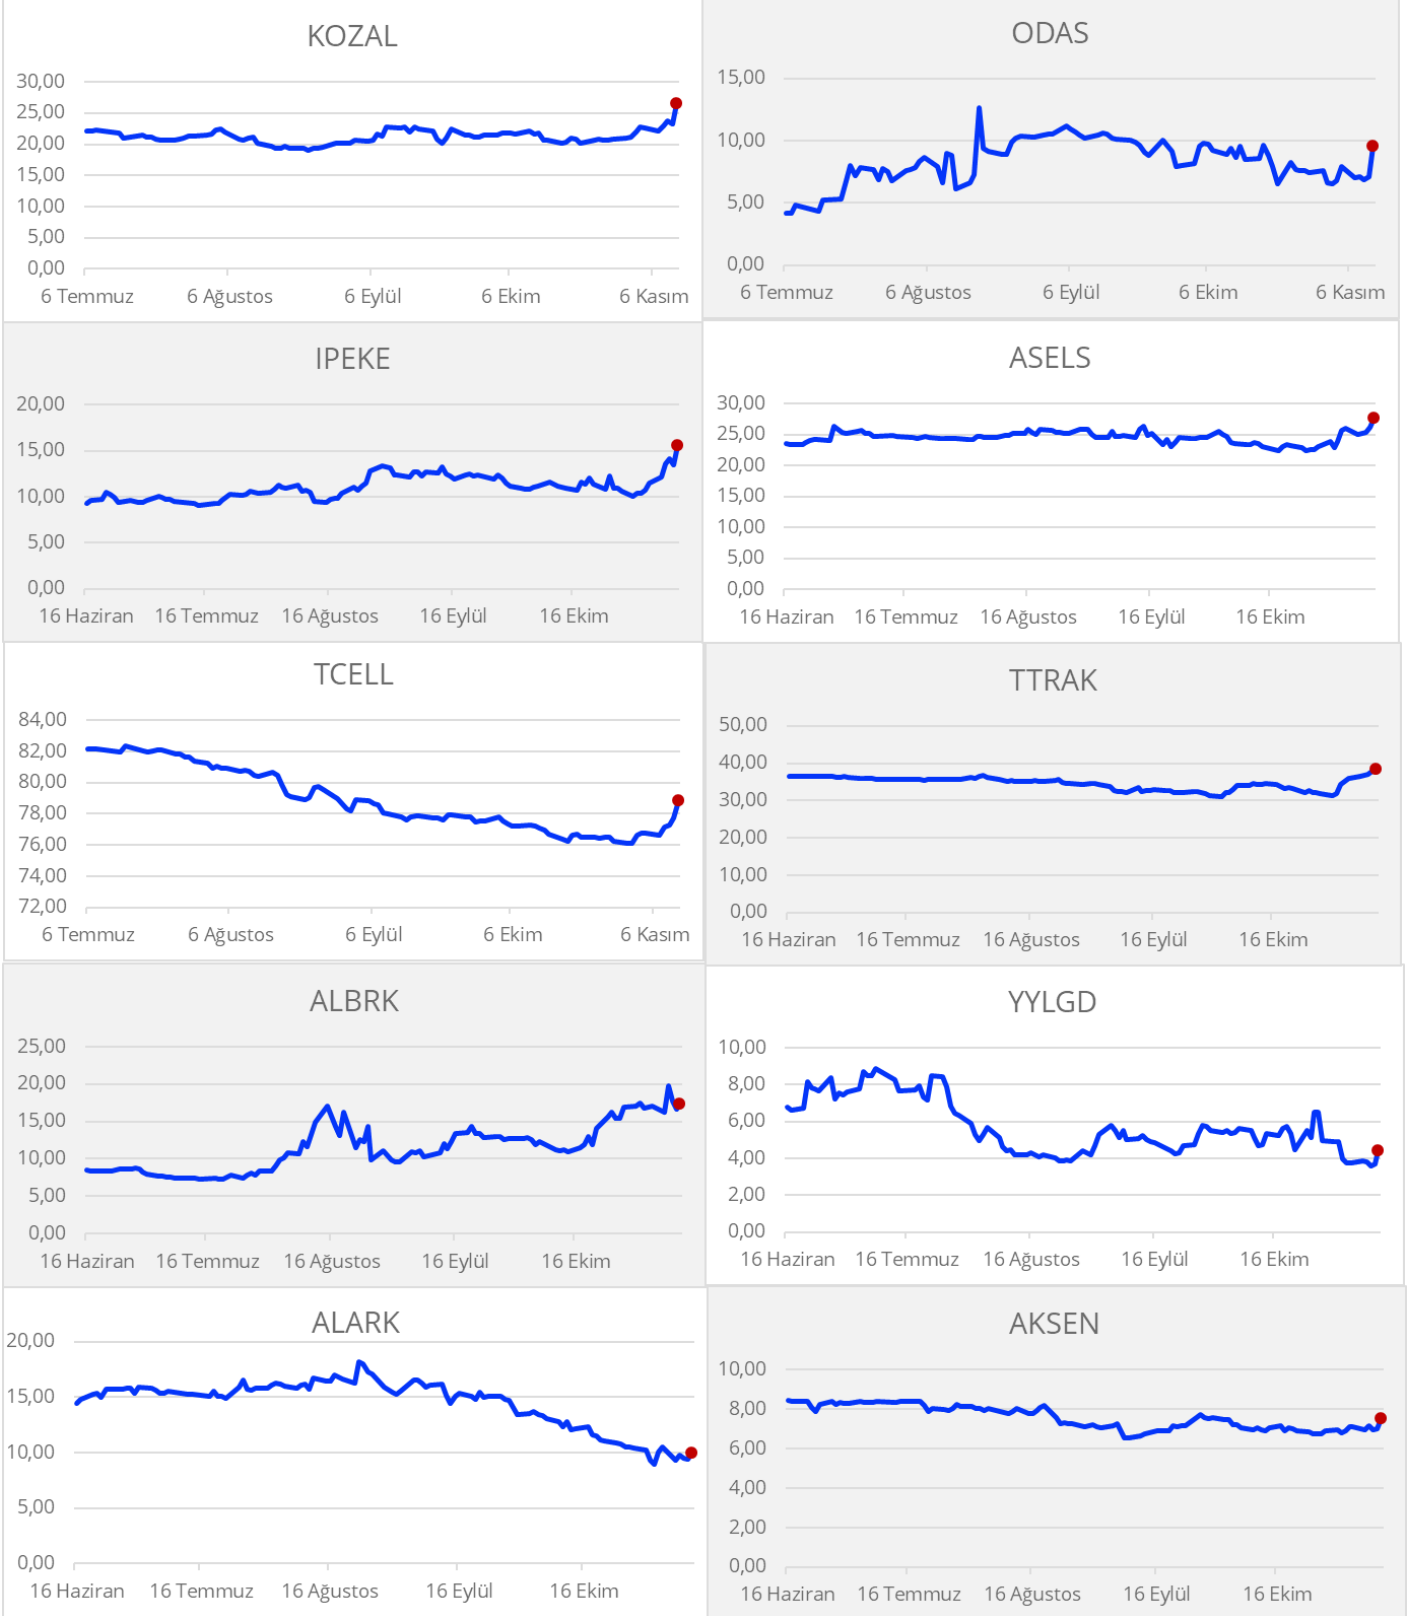 KOZAL
30,00
25,00
20,00
15,00
10,00
5,00
0,00
6 Temmuz 6 Ağustos 6 Eylül 6 Ekim 6 Kasım
ODAS
15,00
10,00
5,00
0,00
6 Temmuz 6 Ağustos 6 Eylül 6 Ekim 6 Kasım
IPEKE
20,00
15,00
10,00
5,00
0,00
16 Haziran 16 Temmuz 16 Ağustos 16 Eylül 16 Ekim
ASELS
30,00
25,00
20,00
15,00
10,00
5,00
0,00
16 Haziran 16 Temmuz 16 Ağustos 16 Eylül 16 Ekim
TCELL
84,00
82,00
80,00
78,00
76,00
74,00
72,00
6 Temmuz 6 Ağustos 6 Eylül 6 Ekim 6 Kasım
TTRAK
50,00
40,00
30,00
20,00
10,00
0,00
16 Haziran 16 Temmuz 16 Ağustos 16 Eylül 16 Ekim
ALBRK
25,00
20,00
15,00
10,00
5,00
0,00
16 Haziran 16 Temmuz 16 Ağustos 16 Eylül 16 Ekim
YYLGD
10,00
8,00
6,00
4,00
2,00
0,00
16 Haziran 16 Temmuz 16 Ağustos 16 Eylül 16 Ekim
ALARK
20,00
15,00
10,00
5,00
0,00
16 Haziran 16 Temmuz 16 Ağustos 16 Eylül 16 Ekim
AKSEN
10,00
8,00
6,00
4,00
2,00
0,00
16 Haziran 16 Temmuz 16 Ağustos 16 Eylül 16 Ekim